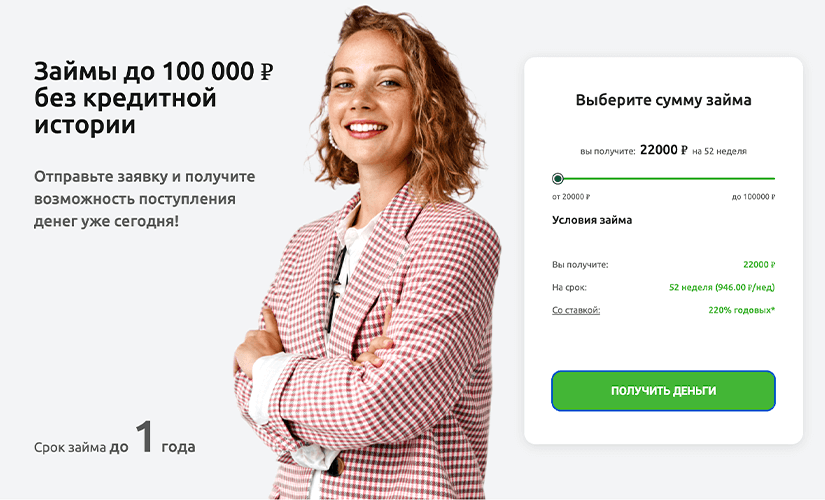 Займы до 100 000 ₽
без кредитной
истории
Отправьте заявку и получите
возможность поступления
денег уже сегодня!
Срок займа до 1 года
Выберите сумму займа
вы получите: 22000 ₽ на 52 неделя
от 20000 ₽ до 100000 ₽
Условия займа
Вы получите: 22000 ₽
На срок: 52 неделя (946.00 ₽/нед)
Со ставкой: 220% годовых*
ПОЛУЧИТЬ ДЕНЬГИ